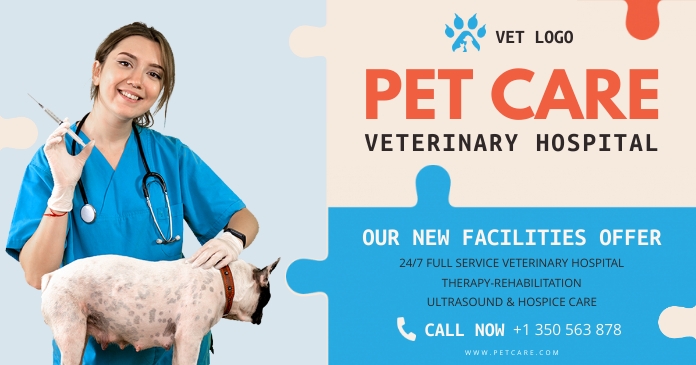 VET LOGO
PET CARE
VETERINARY HOSPITAL
OUR NEW FACILITIES OFFER
24/7 FULL SERVICE VETERINARY HOSPITAL
THERAPY-REHABILITATION
ULTRASOUND & HOSPICE CARE
CALL NOW +1 350 563 878
WWW.PETCARE.COM